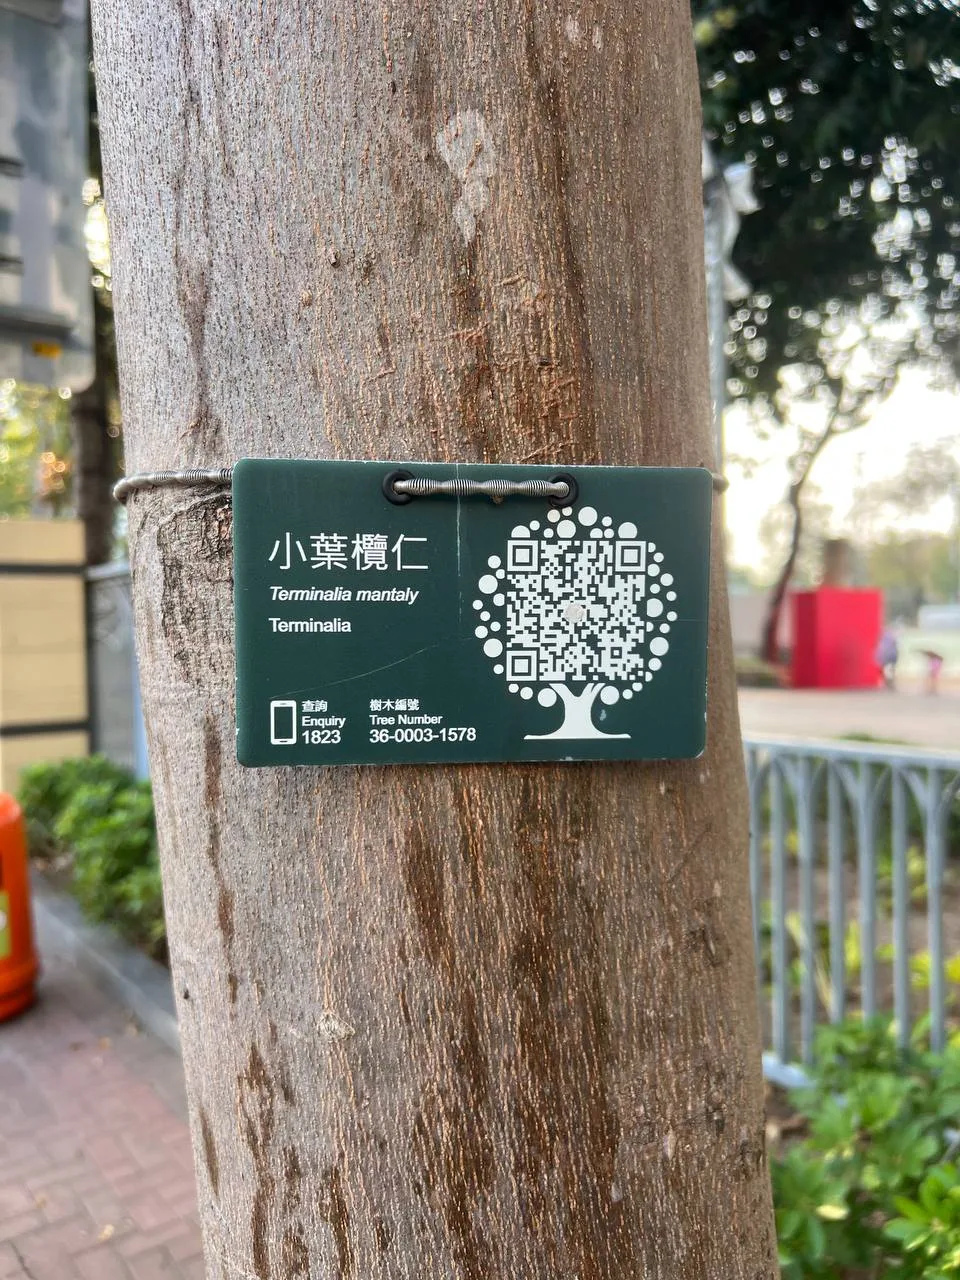 小葉欖仁
Terminalia mantaly
Terminalia
查詢
Enquiry
1823
樹木編號
Tree Number
36-0003-1578